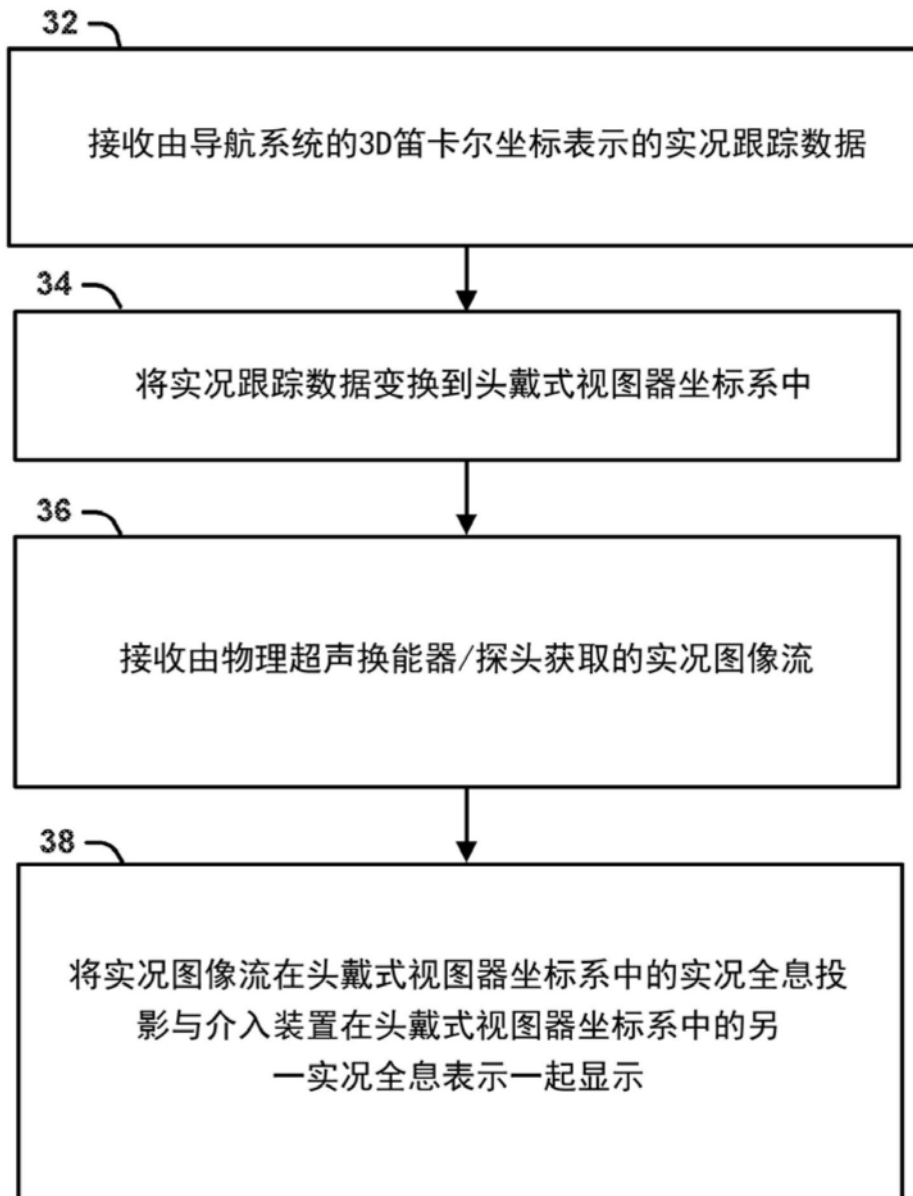 32
接收由导航系统的3D笛卡尔坐标表示的实况跟踪数据
34
将实况跟踪数据变换到头戴式视图器坐标系中
36
接收由物理超声换能器/探头获取的实况图像流
38
将实况图像流在头戴式视图器坐标系中的实况全息投
影与介入装置在头戴式视图器坐标系中的另
一实况全息表示一起显示